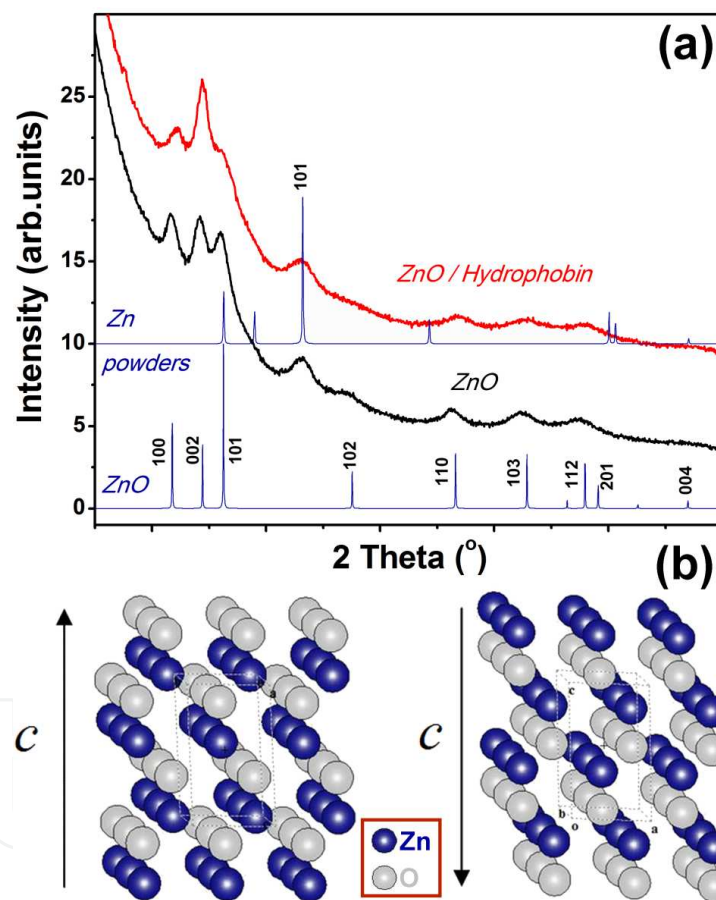 (a)
Intensity (arb.units)
25
20
15
10
5
0
101
ZnO / Hydrophobin
Zn
powders
ZnO
ZnO
100
002
101
102
110
103
112
201
004
2 Theta (°)
(b)
c
a
c
c
b
o
a
Zn
O